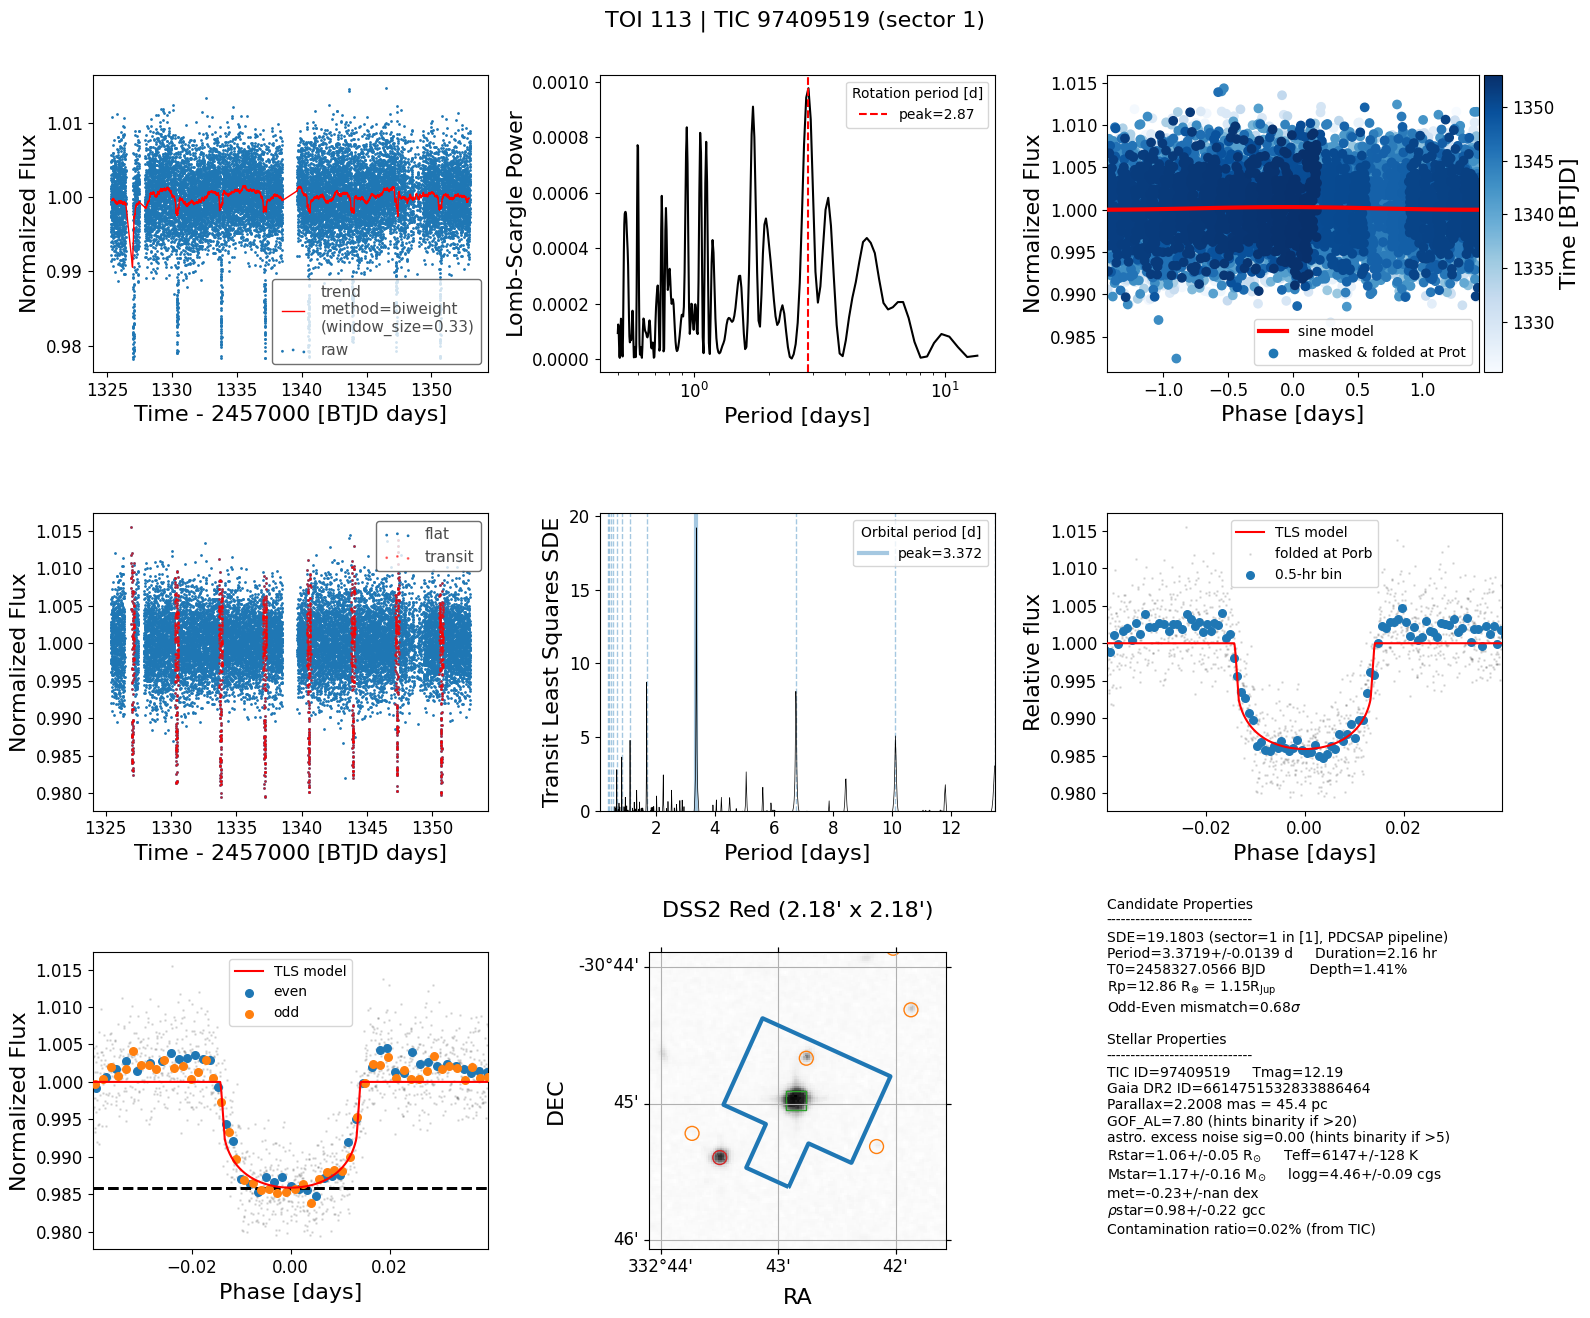 TOI 113 | TIC 97409519 (sector 1)
Normalized Flux
1.01
1.00
0.99
0.98
trend
method=biweight
(window_size=0.33)
raw
1325 1330 1335 1340 1345 1350
Time - 2457000 [BTJD days]
Lomb-Scargle Power
0.0010
0.0008
0.0006
0.0004
0.0002
0.0000
Rotation period [d]
peak=2.87
10⁰ 10¹
Period [days]
Normalized Flux
1.015
1.010
1.005
1.000
0.995
0.990
0.985
sine model
masked & folded at Prot
−1.0 −0.5 0.0 0.5 1.0
Phase [days]
1350
1345
1340
1335
1330
Time [BTJD]
Normalized Flux
1.015
1.010
1.005
1.000
0.995
0.990
0.985
0.980
flat
transit
1325 1330 1335 1340 1345 1350
Time - 2457000 [BTJD days]
Transit Least Squares SDE
20
15
10
5
0
Orbital period [d]
peak=3.372
2 4 6 8 10 12
Period [days]
Relative flux
1.015
1.010
1.005
1.000
0.995
0.990
0.985
0.980
TLS model
folded at Porb
0.5-hr bin
−0.02 0.00 0.02
Phase [days]
Normalized Flux
1.015
1.010
1.005
1.000
0.995
0.990
0.985
0.980
TLS model
even
odd
−0.02 0.00 0.02
Phase [days]
DSS2 Red (2.18' x 2.18')
DEC
-30°44'
45'
46'
332°44' 43' 42'
RA
Candidate Properties
-------------------------------
SDE=19.1803 (sector=1 in [1], PDCSAP pipeline)
Period=3.3719+/-0.0139 d Duration=2.16 hr
T0=2458327.0566 BJD Depth=1.41%
Rp=12.86 R⊕ = 1.15RJup
Odd-Even mismatch=0.68σ
Stellar Properties
-------------------------------
TIC ID=97409519 Tmag=12.19
Gaia DR2 ID=6614751532833886464
Parallax=2.2008 mas = 45.4 pc
GOF_AL=7.80 (hints binarity if >20)
astro. excess noise sig=0.00 (hints binarity if >5)
Rstar=1.06+/-0.05 R☉ Teff=6147+/-128 K
Mstar=1.17+/-0.16 M☉ logg=4.46+/-0.09 cgs
met=-0.23+/-nan dex
ρstar=0.98+/-0.22 gcc
Contamination ratio=0.02% (from TIC)